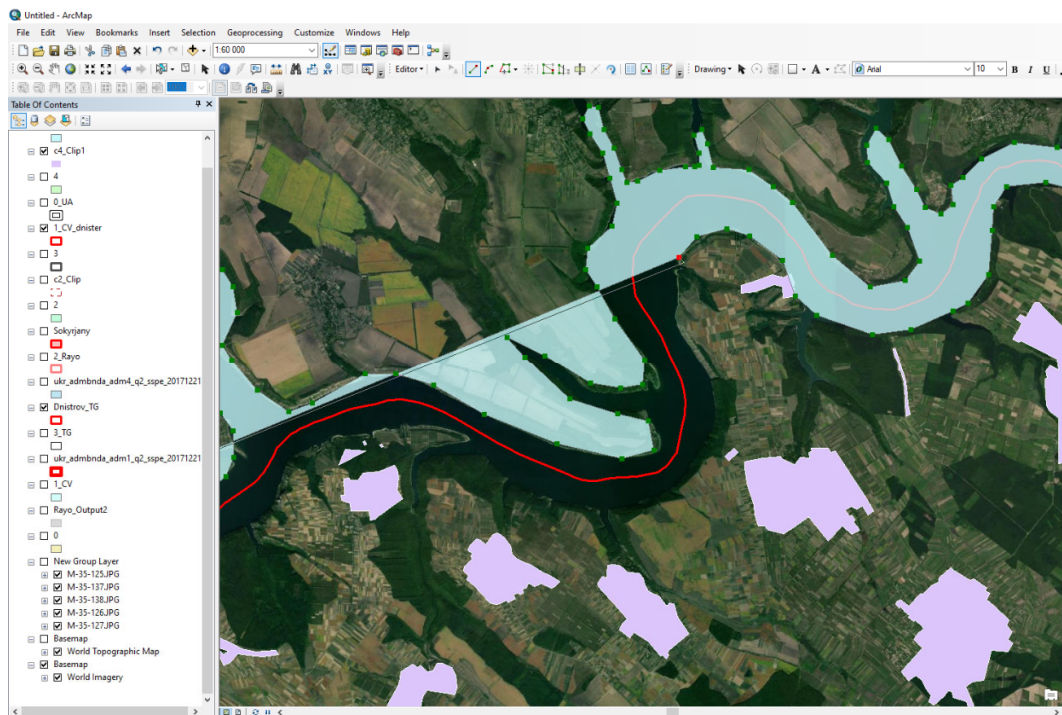 Untitled - ArcMap
File Edit View Bookmarks Insert Selection Geoprocessing Customize Windows Help
1:60 000
Editor Drawing A Arial 10 B I U
Table Of Contents
c4_Clip1
4
0_UA
1_CV_dnister
3
c2_Clip
2
Sokyrjany
2_Rayo
ukr_admbnda_adm4_q2_sspe_20171221
Dnistrov_TG
3_TG
ukr_admbnda_adm1_q2_sspe_20171221
1_CV
Rayo_Output2
0
New Group Layer
M-35-125.JPG
M-35-137.JPG
M-35-138.JPG
M-35-126.JPG
M-35-127.JPG
Basemap
World Topographic Map
Basemap
World Imagery